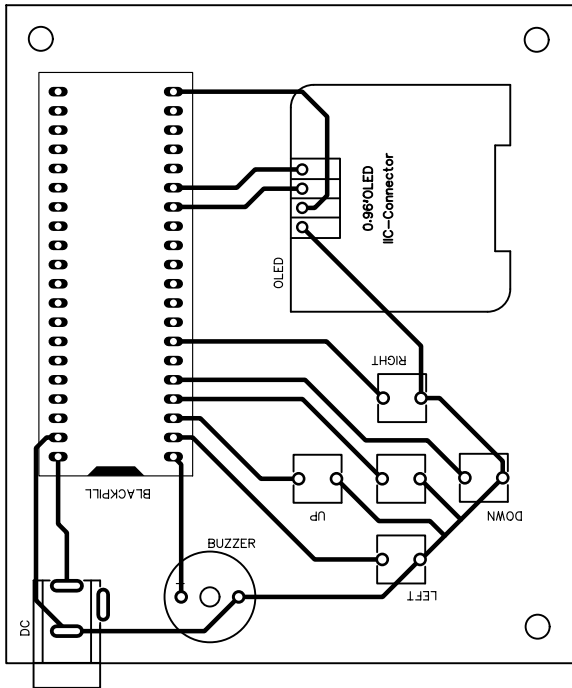 0.96'OLED
IIC-Connector
OLED
RIGHT
BLACKPILL
UP
DOWN
BUZZER
LEFT
DC